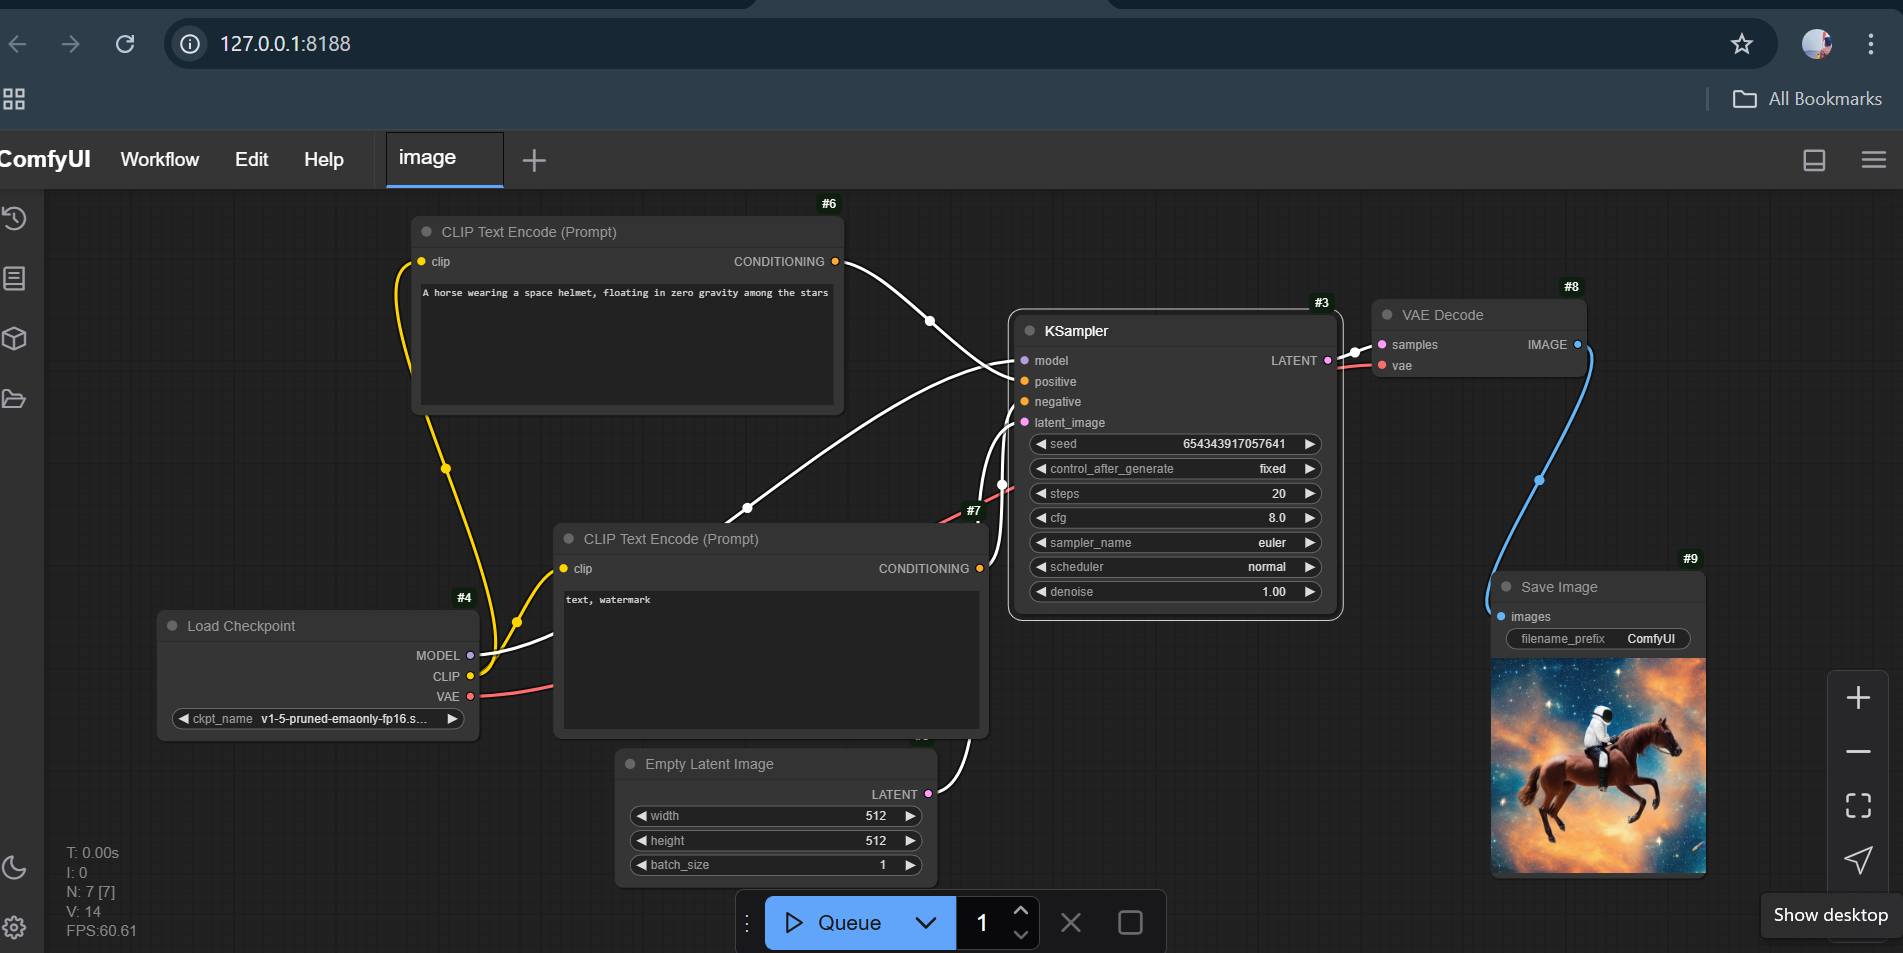 127.0.0.1:8188
All Bookmarks
ComfyUI
Workflow
Edit
Help
image
#6
CLIP Text Encode (Prompt)
clip
CONDITIONING
A horse wearing a space helmet, floating in zero gravity among the stars
#3
KSampler
model
LATENT
positive
negative
latent_image
seed 654343917057641
control_after_generate fixed
steps 20
cfg 8.0
sampler_name euler
scheduler normal
denoise 1.00
#8
VAE Decode
samples
IMAGE
vae
#7
CLIP Text Encode (Prompt)
clip
CONDITIONING
text, watermark
#4
Load Checkpoint
MODEL
CLIP
VAE
ckpt_name v1-5-pruned-emaonly-fp16.s...
Empty Latent Image
LATENT
width 512
height 512
batch_size 1
#9
Save Image
images
filename_prefix ComfyUI
T: 0.00s
I: 0
N: 7 [7]
V: 14
FPS:60.61
Queue
1
Show desktop